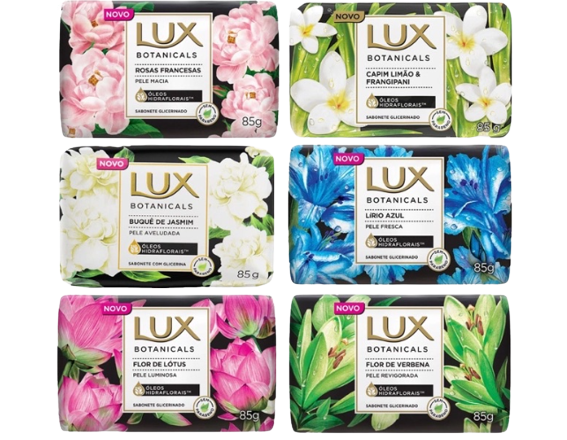 NOVO
LUX
BOTANICALS
ROSAS FRANCESAS
PELE MACIA
ÓLEOS
HIDRAFLORAIS™
SABONETE GLICERINADO
85g
NOVO
LUX
BOTANICALS
CAPIM LIMÃO &
FRANGIPANI
ÓLEOS
HIDRAFLORAIS™
SABONETE GLICERINADO
85g
NOVO
LUX
BOTANICALS
BUQUÊ DE JASMIM
PELE AVELUDADA
ÓLEOS
HIDRAFLORAIS™
SABONETE COM GLICERINA
85 g
NOVO
LUX
BOTANICALS
LÍRIO AZUL
PELE FRESCA
ÓLEOS
HIDRAFLORAIS™
SABONETE GLICERINADO
85g
NOVO
LUX
BOTANICALS
FLOR DE LÓTUS
PELE LUMINOSA
ÓLEOS
HIDRAFLORAIS™
SABONETE GLICERINADO
85g
NOVO
LUX
BOTANICALS
FLOR DE VERBENA
PELE REVIGORADA
ÓLEOS
HIDRAFLORAIS™
SABONETE GLICERINADO
85g